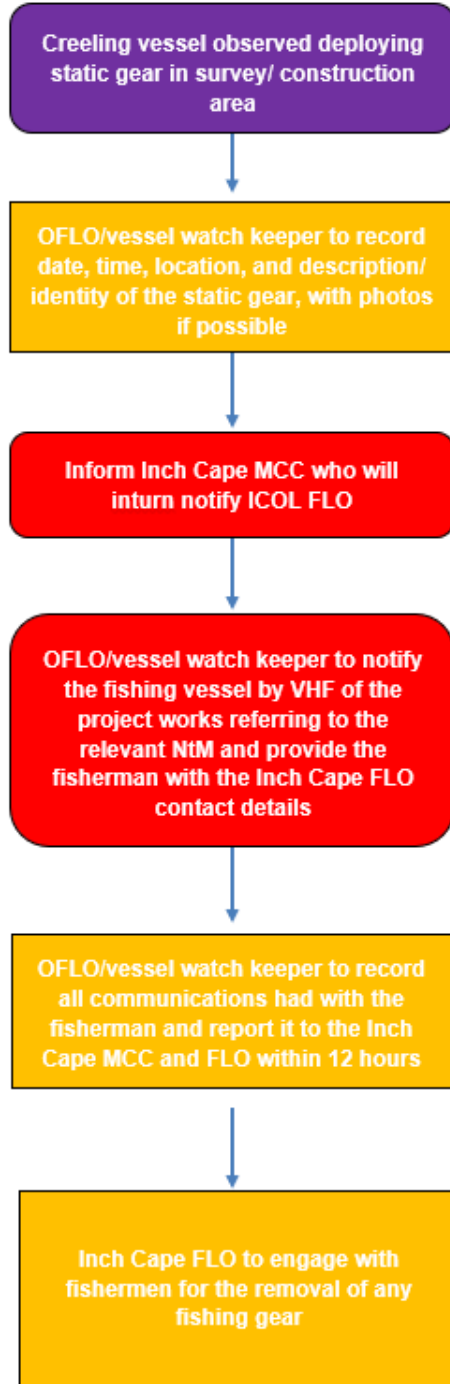 Creeling vessel observed deploying
static gear in survey/ construction
area
OFLO/vessel watch keeper to record
date, time, location, and description/
identity of the static gear, with photos
if possible
Inform Inch Cape MCC who will
inturn notify ICOL FLO
OFLO/vessel watch keeper to notify
the fishing vessel by VHF of the
project works referring to the
relevant NtM and provide the
fisherman with the Inch Cape FLO
contact details
OFLO/vessel watch keeper to record
all communications had with the
fisherman and report it to the Inch
Cape MCC and FLO within 12 hours
Inch Cape FLO to engage with
fishermen for the removal of any
fishing gear